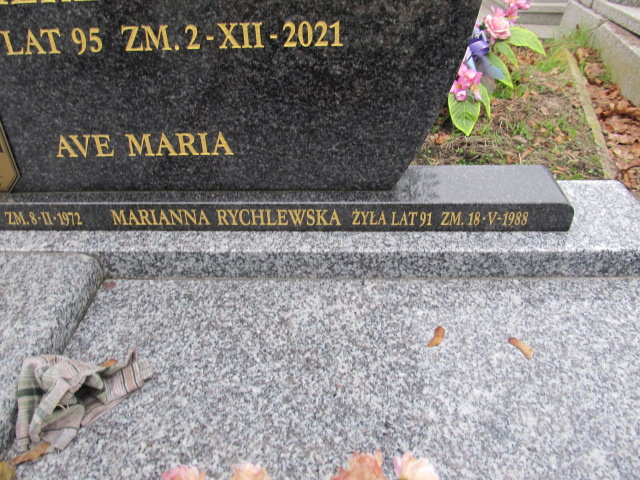 LAT 95 ZM. 2-XII-2021
AVE MARIA
ZM. 8-II-1972 MARIANNA RYCHLEWSKA ŻYŁA LAT 91 ZM. 18-V-1988